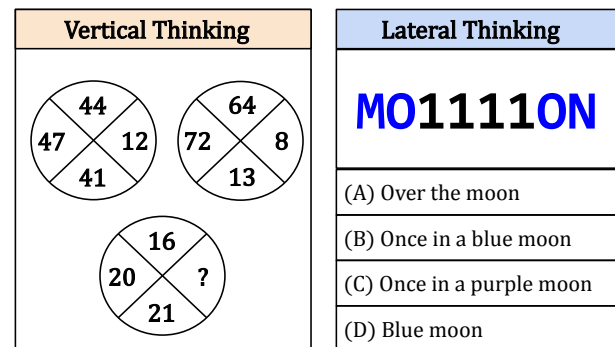 Vertical Thinking
44
47 12
41
64
72 8
13
16
20 ?
21
Lateral Thinking
MO1111ON
(A) Over the moon
(B) Once in a blue moon
(C) Once in a purple moon
(D) Blue moon